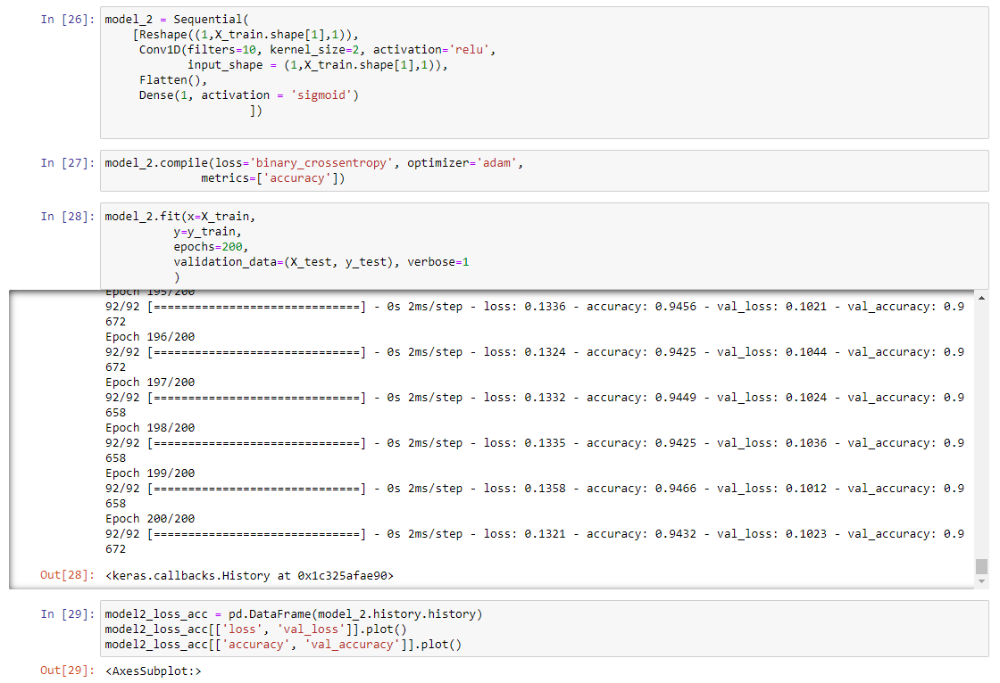 In [26]: model_2 = Sequential(
    [Reshape((1,X_train.shape[1],1)),
     Conv1D(filters=10, kernel_size=2, activation='relu',
            input_shape = (1,X_train.shape[1],1)),
     Flatten(),
     Dense(1, activation = 'sigmoid')
                     ])
In [27]: model_2.compile(loss='binary_crossentropy', optimizer='adam',
              metrics=['accuracy'])
In [28]: model_2.fit(x=X_train,
          y=y_train,
          epochs=200,
          validation_data=(X_test, y_test), verbose=1
          )
Epoch 195/200
92/92 [==============================] - 0s 2ms/step - loss: 0.1336 - accuracy: 0.9456 - val_loss: 0.1021 - val_accuracy: 0.9
672
Epoch 196/200
92/92 [==============================] - 0s 2ms/step - loss: 0.1324 - accuracy: 0.9425 - val_loss: 0.1044 - val_accuracy: 0.9
672
Epoch 197/200
92/92 [==============================] - 0s 2ms/step - loss: 0.1332 - accuracy: 0.9449 - val_loss: 0.1024 - val_accuracy: 0.9
658
Epoch 198/200
92/92 [==============================] - 0s 2ms/step - loss: 0.1335 - accuracy: 0.9425 - val_loss: 0.1036 - val_accuracy: 0.9
658
Epoch 199/200
92/92 [==============================] - 0s 2ms/step - loss: 0.1358 - accuracy: 0.9466 - val_loss: 0.1012 - val_accuracy: 0.9
658
Epoch 200/200
92/92 [==============================] - 0s 2ms/step - loss: 0.1321 - accuracy: 0.9432 - val_loss: 0.1023 - val_accuracy: 0.9
672
Out[28]: <keras.callbacks.History at 0x1c325afae90>
In [29]: model2_loss_acc = pd.DataFrame(model_2.history.history)
model2_loss_acc[['loss', 'val_loss']].plot()
model2_loss_acc[['accuracy', 'val_accuracy']].plot()
Out[29]: <AxesSubplot:>